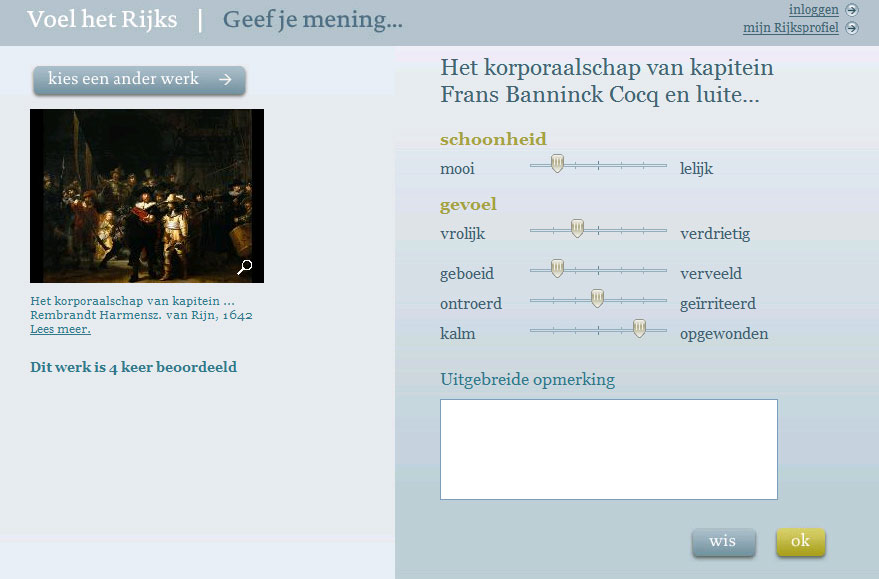 Voel het Rijks | Geef je mening...
inloggen
mijn Rijksprofiel
kies een ander werk
Het korporaalschap van kapitein ...
Rembrandt Harmensz. van Rijn, 1642
Lees meer.
Dit werk is 4 keer beoordeeld
Het korporaalschap van kapitein
Frans Banninck Cocq en luite...
schoonheid
mooi lelijk
gevoel
vrolijk verdrietig
geboeid verveeld
ontroerd geïrriteerd
kalm opgewonden
Uitgebreide opmerking
wis ok